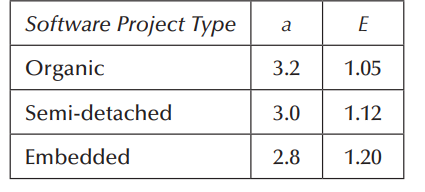 Software Project Type a E
Organic 3.2 1.05
Semi-detached 3.0 1.12
Embedded 2.8 1.20